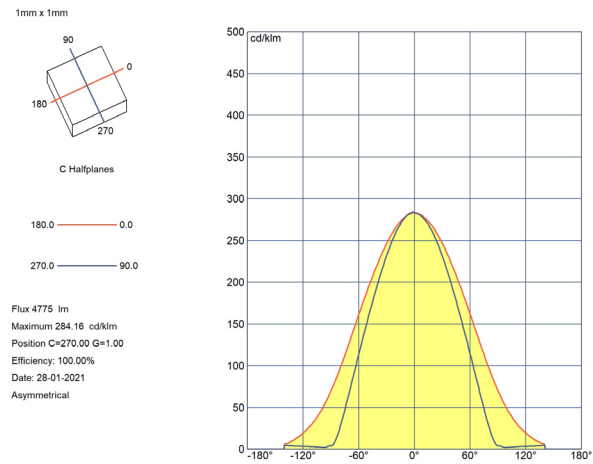 1mm x 1mm
90
0
180
270
C Halfplanes
180.0 0.0
270.0 90.0
Flux 4775 lm
Maximum 284.16 cd/klm
Position C=270.00 G=1.00
Efficiency: 100.00%
Date: 28-01-2021
Asymmetrical
500
cd/klm
450
400
350
300
250
200
150
100
50
0
-180° -120° -60° 0° 60° 120° 180°